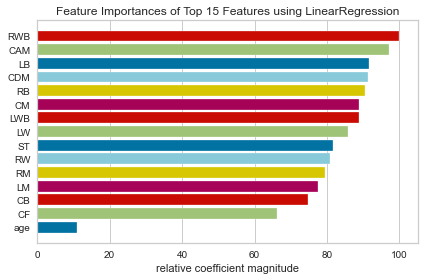 Feature Importances of Top 15 Features using LinearRegression
RWB
CAM
LB
CDM
RB
CM
LWB
LW
ST
RW
RM
LM
CB
CF
age
0 20 40 60 80 100
relative coefficient magnitude